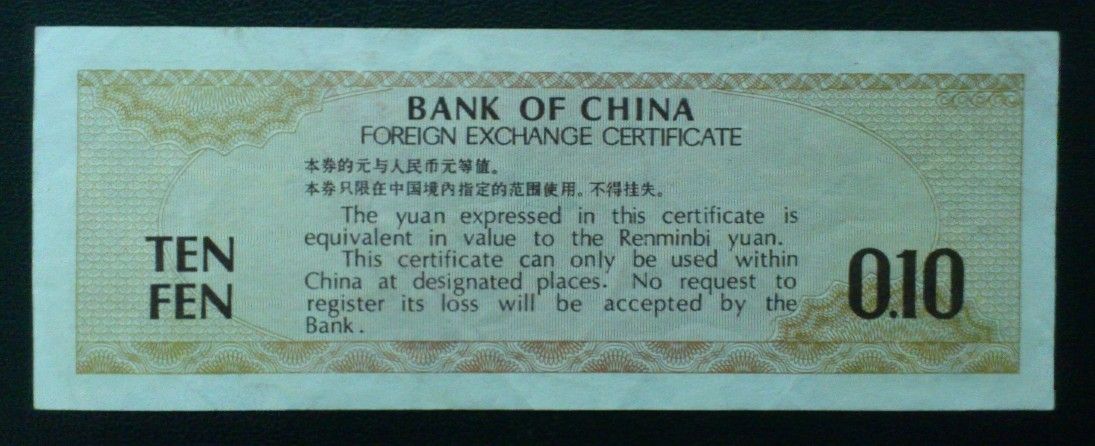 BANK OF CHINA
FOREIGN EXCHANGE CERTIFICATE
本券的元与人民币元等值。
本券只限在中国境内指定的范围使用。不得挂失。
The yuan expressed in this certificate is
equivalent in value to the Renminbi yuan.
This certificate can only be used within
China at designated places. No request to
register its loss will be accepted by the
Bank.
TEN
FEN
0.10